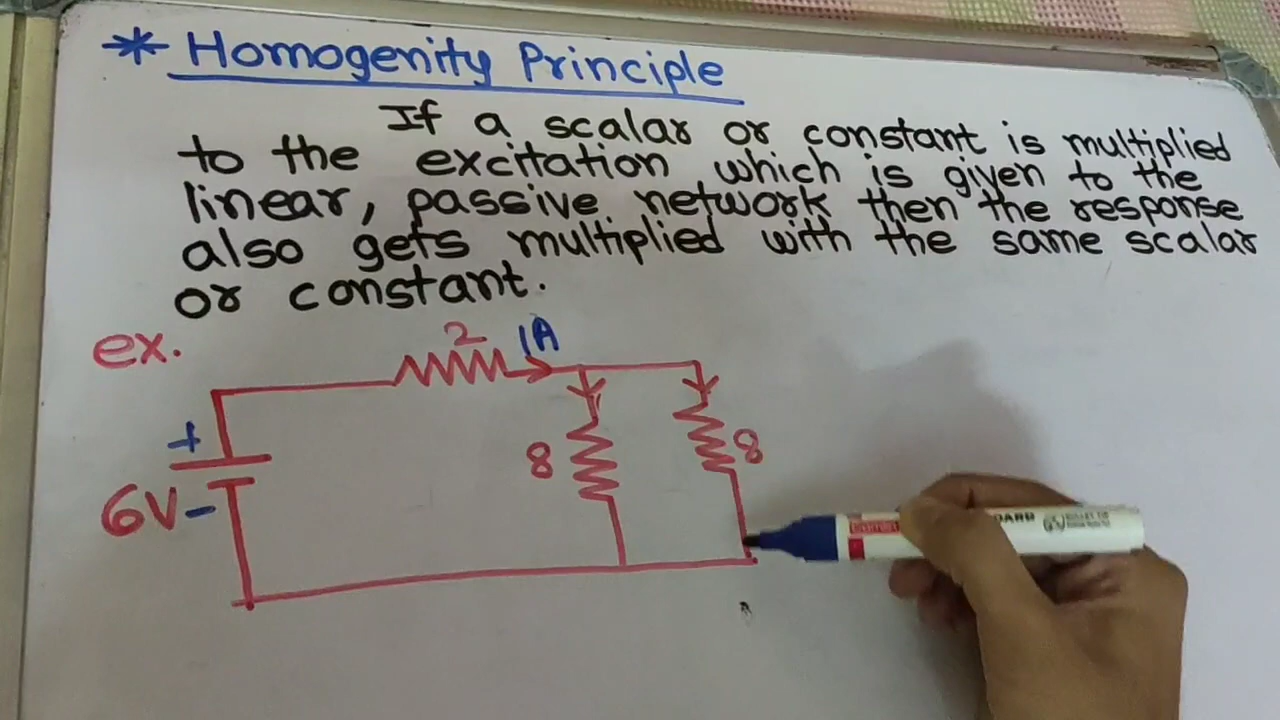 * Homogenity Principle
If a scalar or constant is multiplied
to the excitation which is given to the
linear, passive network then the response
also gets multiplied with the same scalar
or constant.
ex.
2 1A
+
8 8
6V -